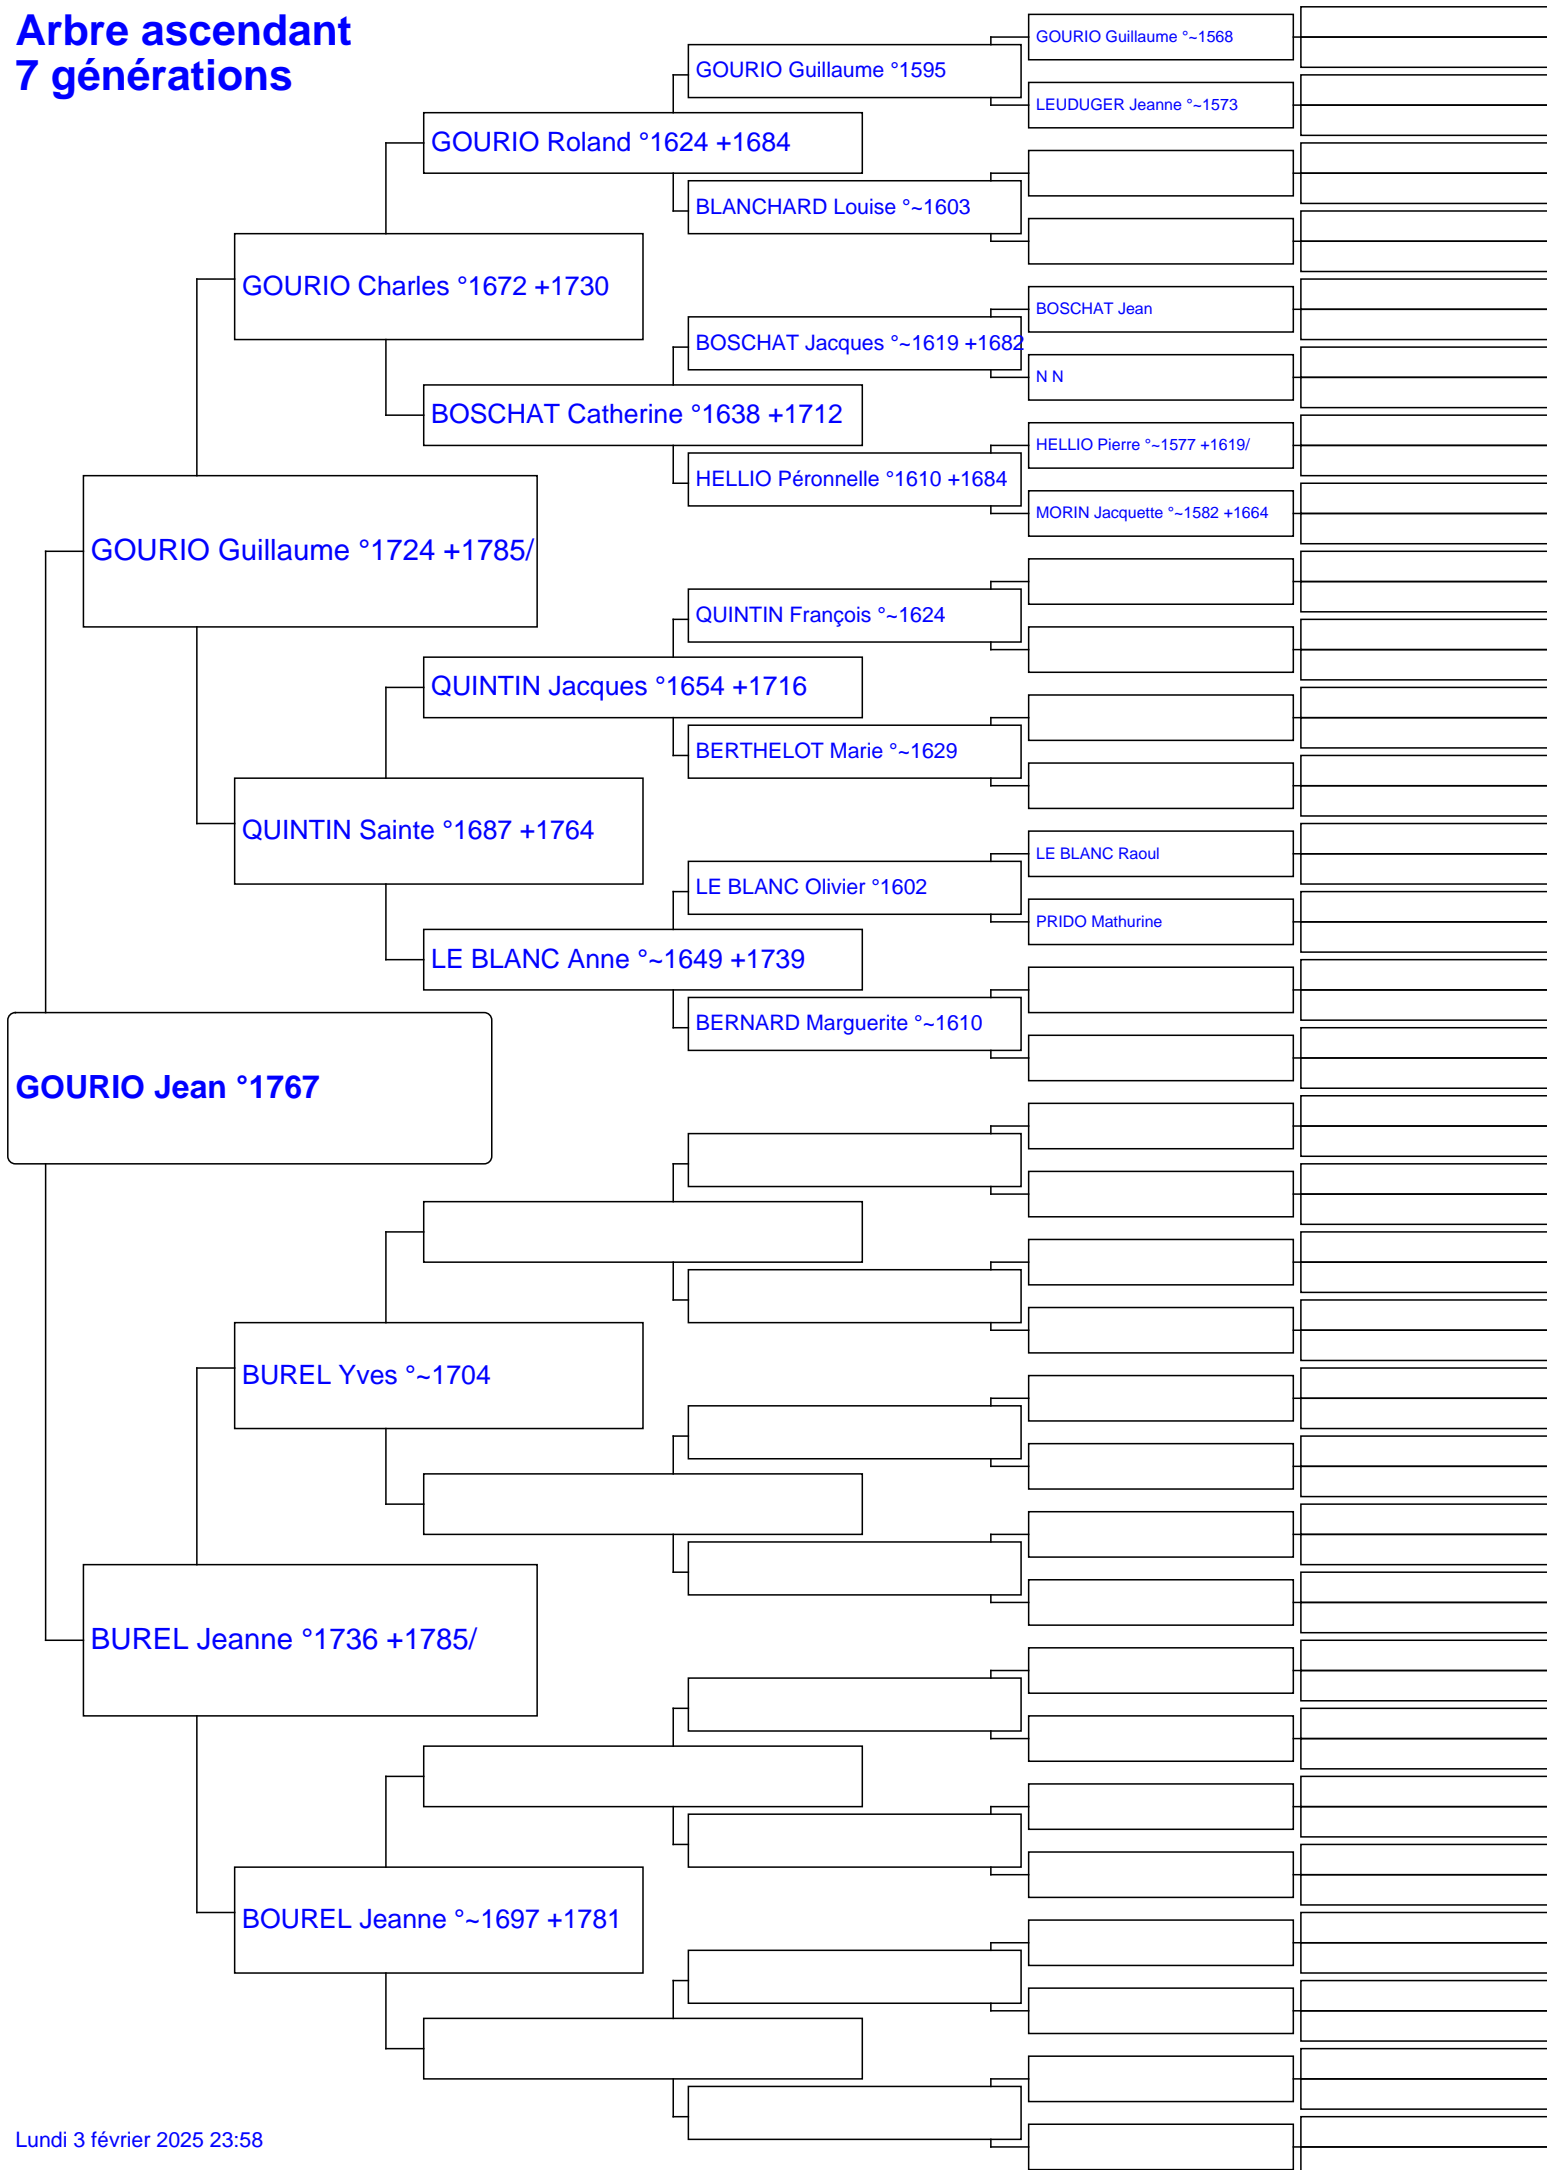 Arbre ascendant
7 générations
GOURIO Guillaume °~1568
GOURIO Guillaume °1595
LEUDUGER Jeanne °~1573
GOURIO Roland °1624 +1684
BLANCHARD Louise °~1603
GOURIO Charles °1672 +1730
BOSCHAT Jean
BOSCHAT Jacques °~1619 +1682
N N
BOSCHAT Catherine °1638 +1712
HELLIO Pierre °~1577 +1619/
HELLIO Péronnelle °1610 +1684
MORIN Jacquette °~1582 +1664
GOURIO Guillaume °1724 +1785/
QUINTIN François °~1624
QUINTIN Jacques °1654 +1716
BERTHELOT Marie °~1629
QUINTIN Sainte °1687 +1764
LE BLANC Raoul
LE BLANC Olivier °1602
PRIDO Mathurine
LE BLANC Anne °~1649 +1739
BERNARD Marguerite °~1610
GOURIO Jean °1767
BUREL Yves °~1704
BUREL Jeanne °1736 +1785/
BOUREL Jeanne °~1697 +1781
Lundi 3 février 2025 23:58